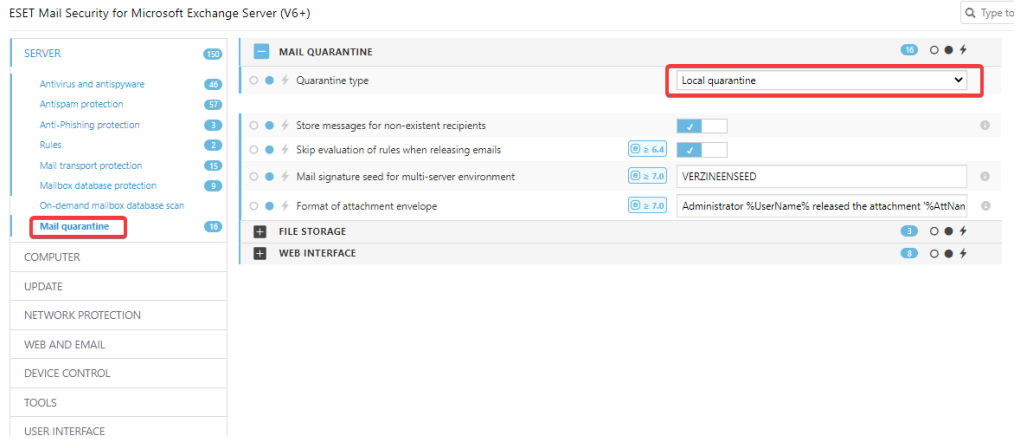 ESET Mail Security for Microsoft Exchange Server (V6+)
Type to
SERVER 150
Antivirus and antispyware 46
Antispam protection 57
Anti-Phishing protection 3
Rules 2
Mail transport protection 15
Mailbox database protection 9
On-demand mailbox database scan
Mail quarantine 16
COMPUTER
UPDATE
NETWORK PROTECTION
WEB AND EMAIL
DEVICE CONTROL
TOOLS
USER INTERFACE
MAIL QUARANTINE 16
Quarantine type Local quarantine
Store messages for non-existent recipients
Skip evaluation of rules when releasing emails ≥ 6.4
Mail signature seed for multi-server environment ≥ 7.0 VERZINEENSEED
Format of attachment envelope ≥ 7.0 Administrator %UserName% released the attachment '%AttNan
FILE STORAGE 3
WEB INTERFACE 8